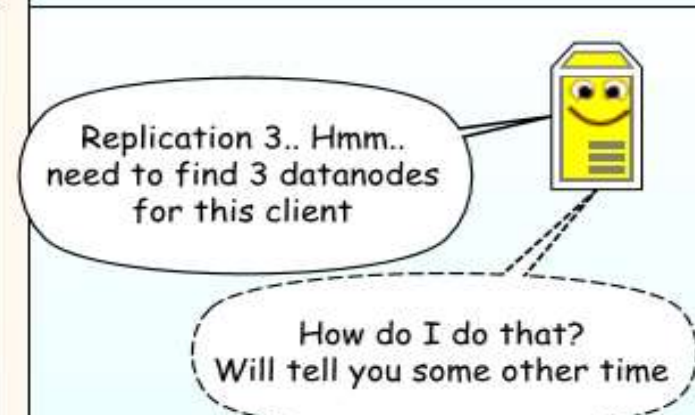 Replication 3.. Hmm..
need to find 3 datanodes
for this client
How do I do that?
Will tell you some other time